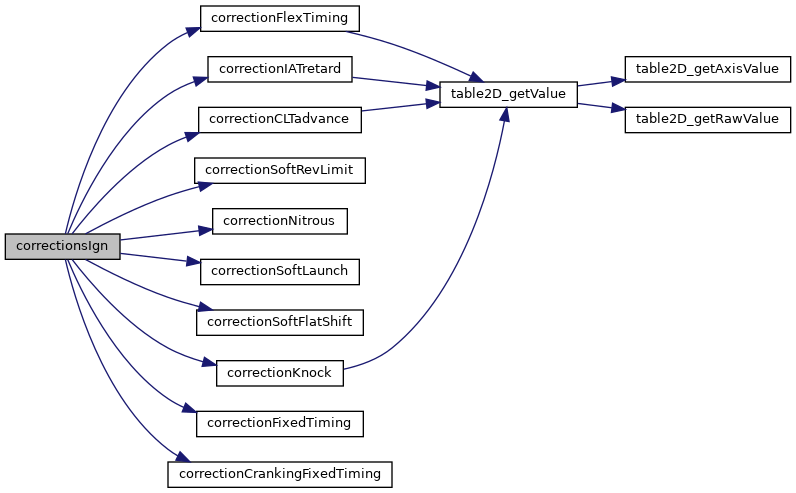 correctionFlexTiming
correctionIATretard
correctionCLTadvance
correctionSoftRevLimit
correctionsIgn
correctionNitrous
correctionSoftLaunch
correctionSoftFlatShift
correctionKnock
correctionFixedTiming
correctionCrankingFixedTiming
table2D_getValue
table2D_getAxisValue
table2D_getRawValue